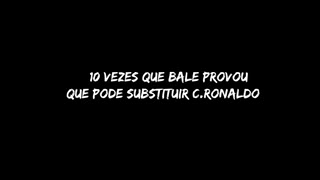 10 VEZES QUE BALE PROVOU
QUE PODE SUBSTITUIR C.RONALDO